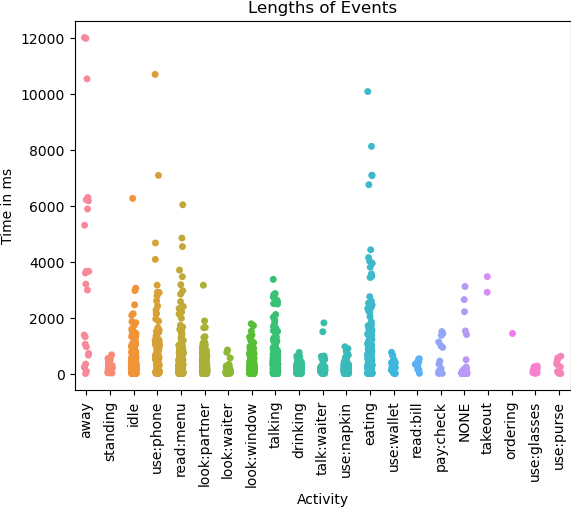 Lengths of Events
12000
10000
8000
6000
4000
2000
0
Time in ms
away
standing
idle
use:phone
read:menu
look:partner
look:waiter
look:window
talking
drinking
talk:waiter
use:napkin
eating
use:wallet
read:bill
pay:check
NONE
takeout
ordering
use:glasses
use:purse
Activity